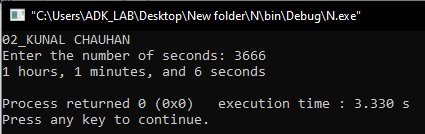 "C:\Users\ADK_LAB\Desktop\New folder\N\bin\Debug\N.exe"
02_KUNAL CHAUHAN
Enter the number of seconds: 3666
1 hours, 1 minutes, and 6 seconds
Process returned 0 (0x0)   execution time : 3.330 s
Press any key to continue.